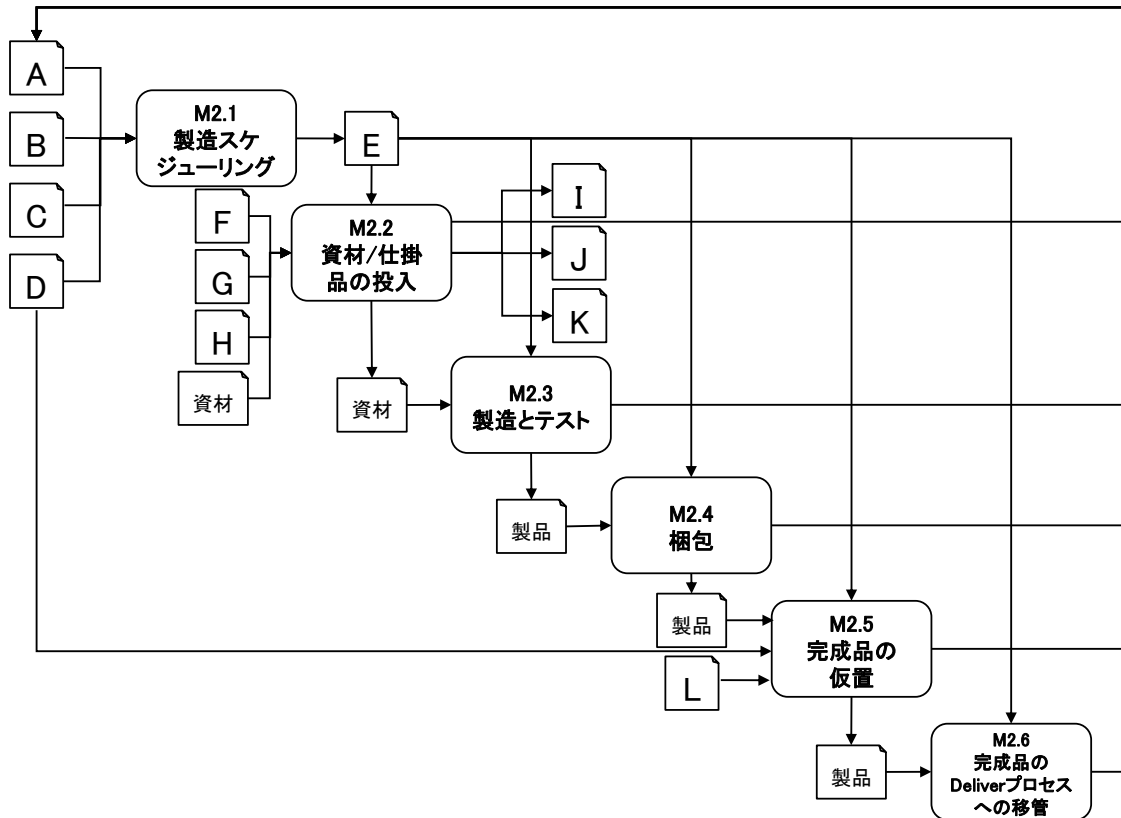 A
B
C
D
M2.1
製造スケ
ジューリング
E
F
G
H
資材
M2.2
資材/仕掛
品の投入
I
J
K
資材
M2.3
製造とテスト
製品
M2.4
梱包
製品
L
M2.5
完成品の
仮置
製品
M2.6
完成品の
Deliverプロセス
への移管